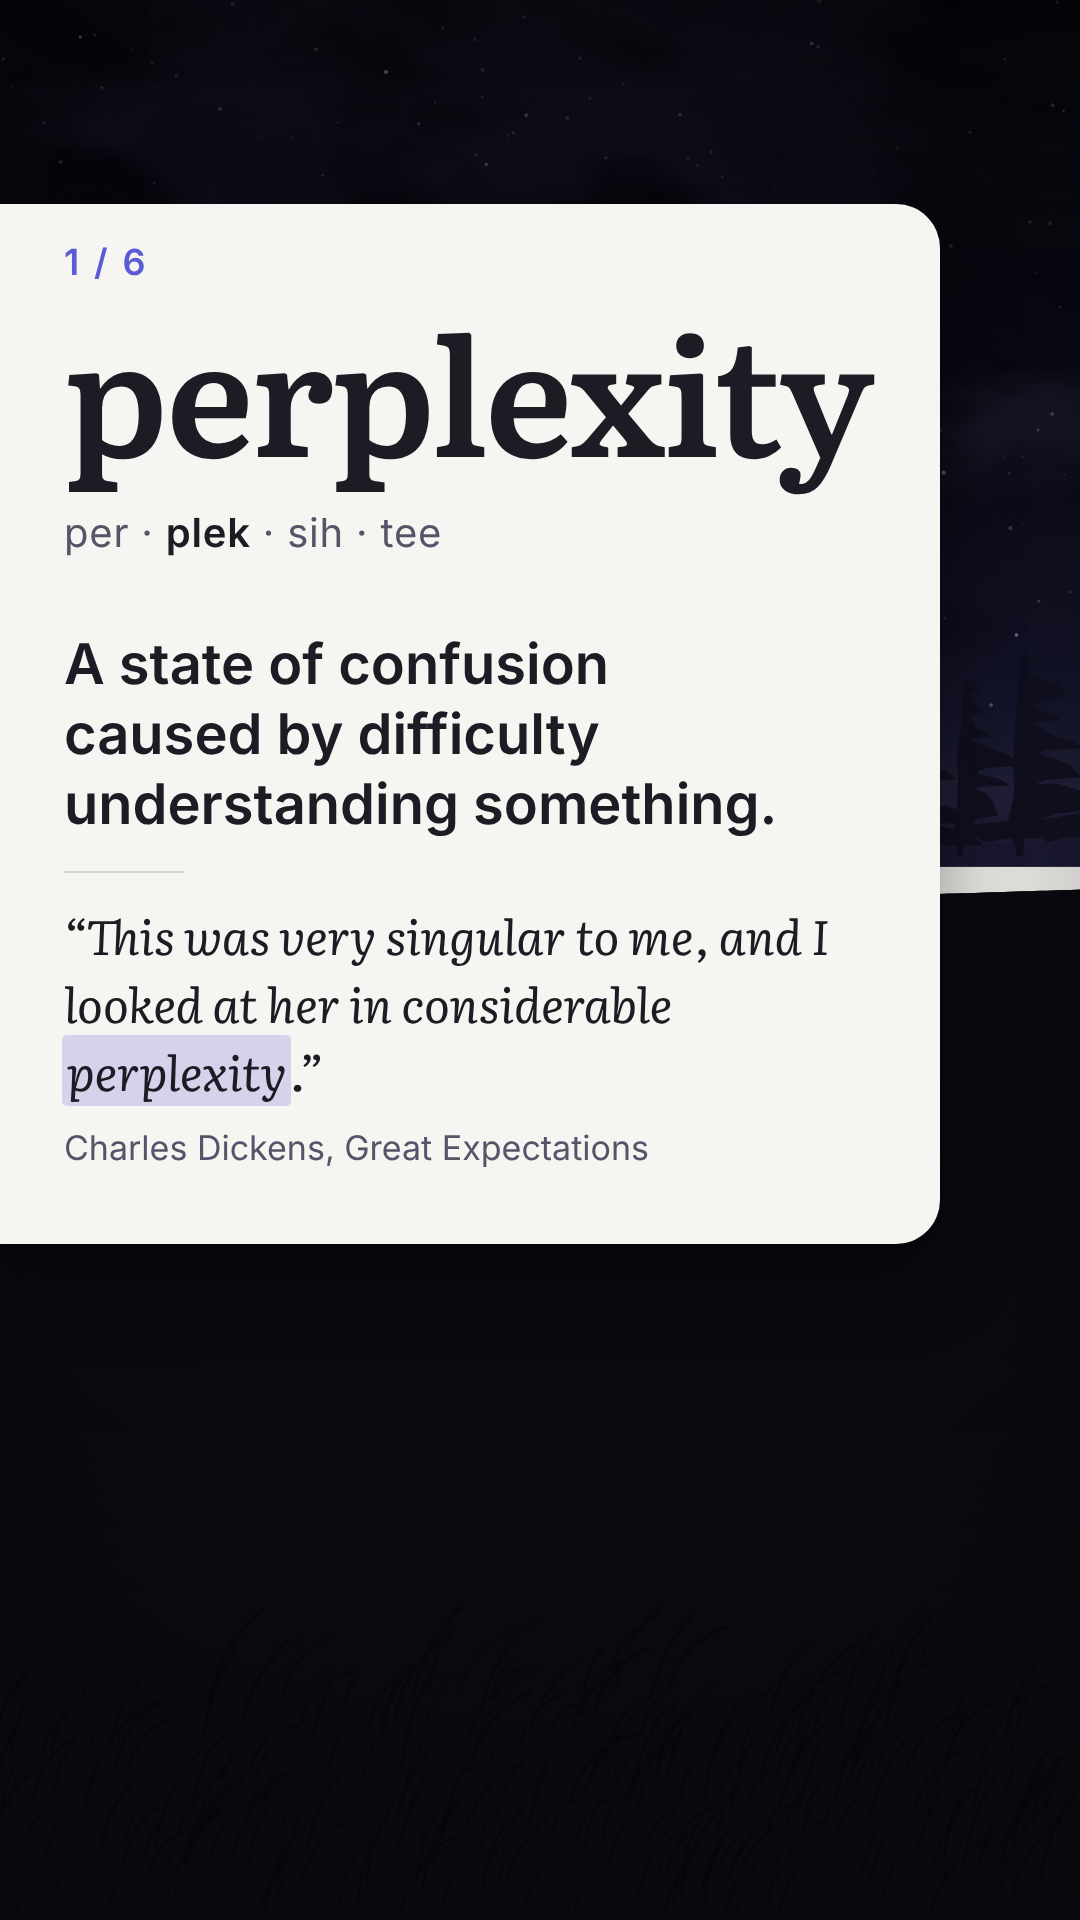 1 / 6
perplexity
per · plek · sih · tee
A state of confusion
caused by difficulty
understanding something.
“This was very singular to me, and I
looked at her in considerable
perplexity.”
Charles Dickens, Great Expectations